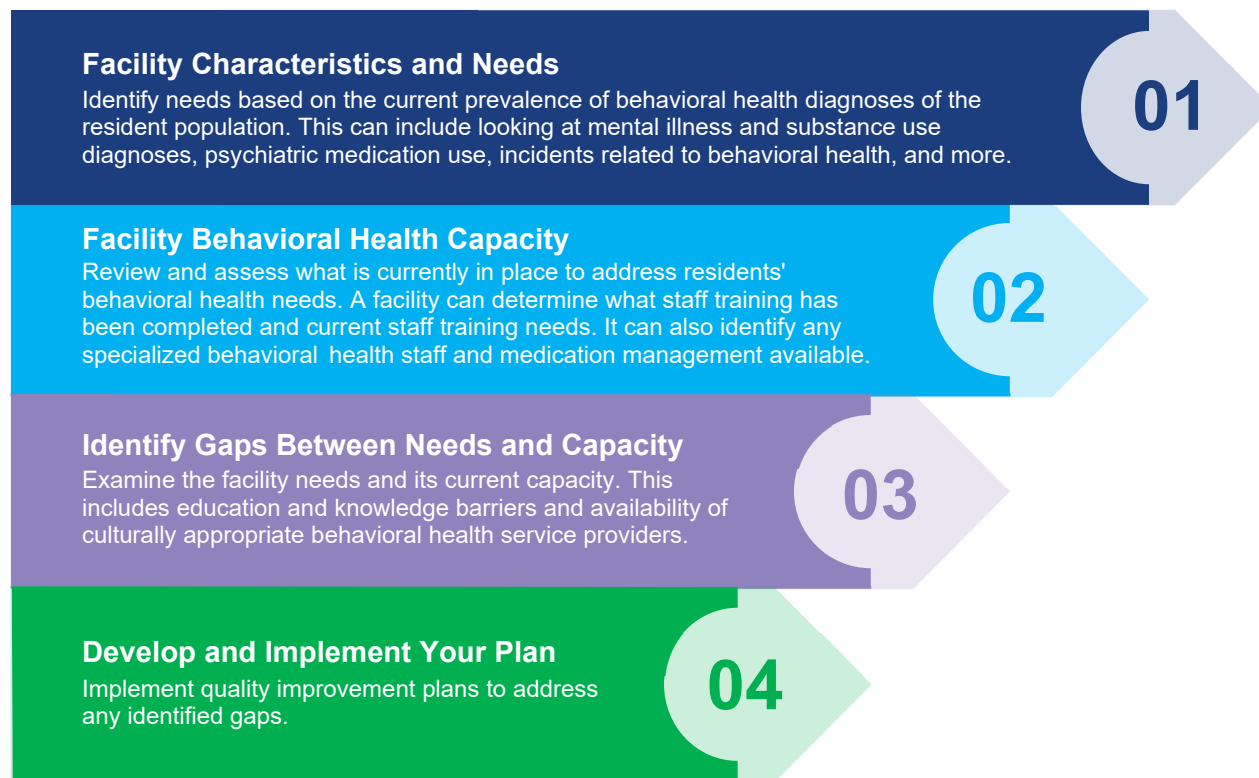 Facility Characteristics and Needs
Identify needs based on the current prevalence of behavioral health diagnoses of the
resident population. This can include looking at mental illness and substance use
diagnoses, psychiatric medication use, incidents related to behavioral health, and more.
01
Facility Behavioral Health Capacity
Review and assess what is currently in place to address residents'
behavioral health needs. A facility can determine what staff training has
been completed and current staff training needs. It can also identify any
specialized behavioral health staff and medication management available.
02
Identify Gaps Between Needs and Capacity
Examine the facility needs and its current capacity. This
includes education and knowledge barriers and availability of
culturally appropriate behavioral health service providers.
03
Develop and Implement Your Plan
Implement quality improvement plans to address
any identified gaps.
04